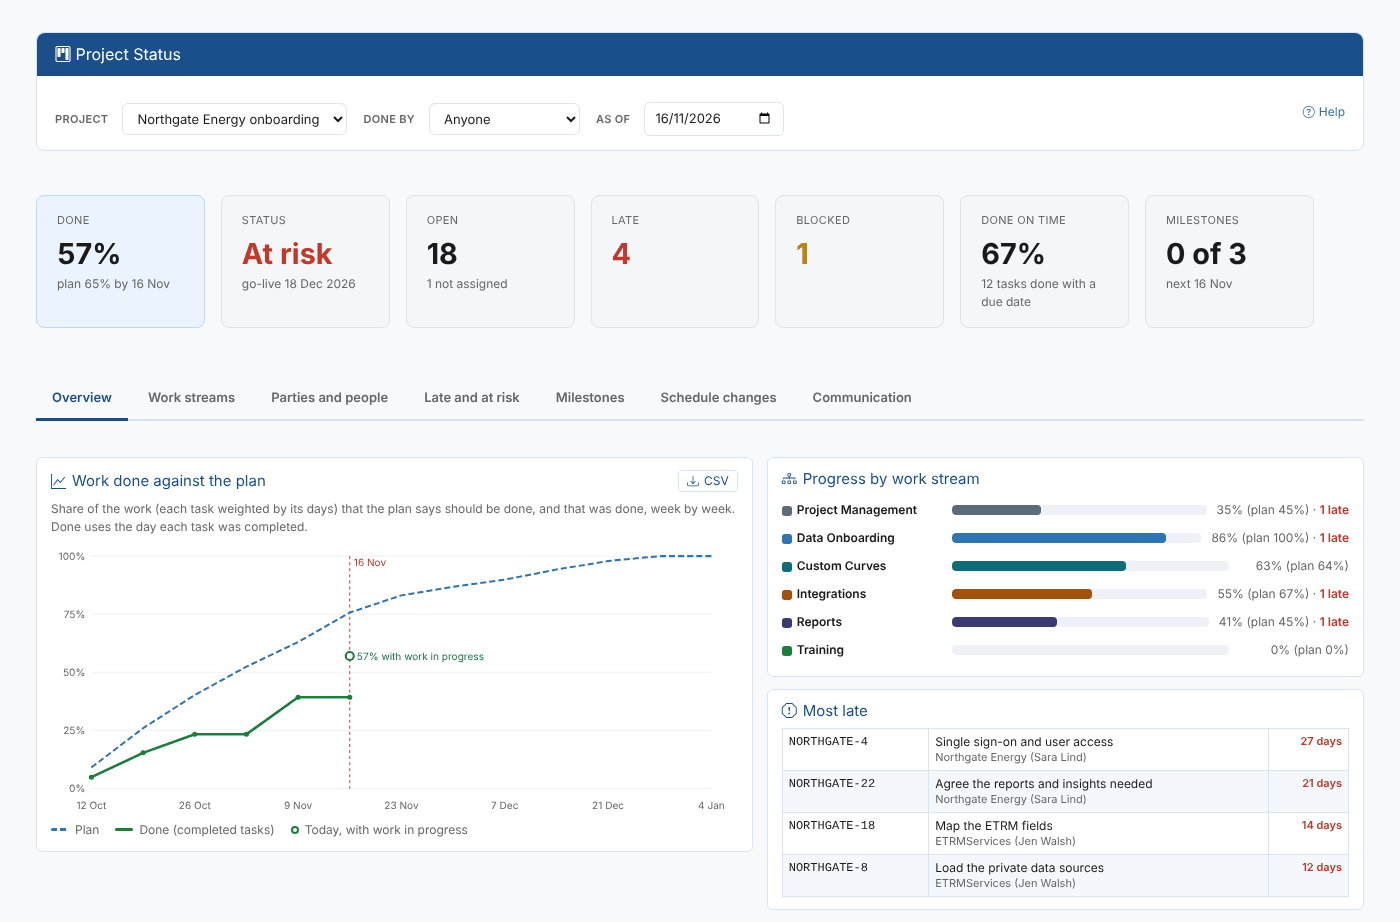 Project Status
PROJECT Northgate Energy onboarding DONE BY Anyone AS OF 16/11/2026 Help
DONE
57%
plan 65% by 16 Nov
STATUS
At risk
go-live 18 Dec 2026
OPEN
18
1 not assigned
LATE
4
BLOCKED
1
DONE ON TIME
67%
12 tasks done with a
due date
MILESTONES
0 of 3
next 16 Nov
Overview Work streams Parties and people Late and at risk Milestones Schedule changes Communication
Work done against the plan CSV
Share of the work (each task weighted by its days) that the plan says should be done, and that was done, week by week.
Done uses the day each task was completed.
100%
16 Nov
75%
57% with work in progress
50%
25%
0%
12 Oct 26 Oct 9 Nov 23 Nov 7 Dec 21 Dec 4 Jan
Plan Done (completed tasks) Today, with work in progress
Progress by work stream
Project Management 35% (plan 45%) · 1 late
Data Onboarding 86% (plan 100%) · 1 late
Custom Curves 63% (plan 64%)
Integrations 55% (plan 67%) · 1 late
Reports 41% (plan 45%) · 1 late
Training 0% (plan 0%)
Most late
NORTHGATE-4 Single sign-on and user access 27 days
Northgate Energy (Sara Lind)
NORTHGATE-22 Agree the reports and insights needed 21 days
Northgate Energy (Sara Lind)
NORTHGATE-18 Map the ETRM fields 14 days
ETRMServices (Jen Walsh)
NORTHGATE-8 Load the private data sources 12 days
ETRMServices (Jen Walsh)